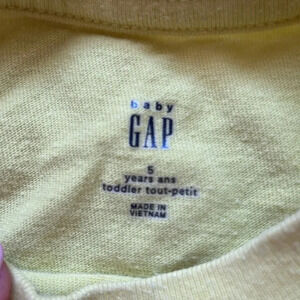 baby
GAP
5
years ans
toddler tout-petit
MADE IN
VIETNAM